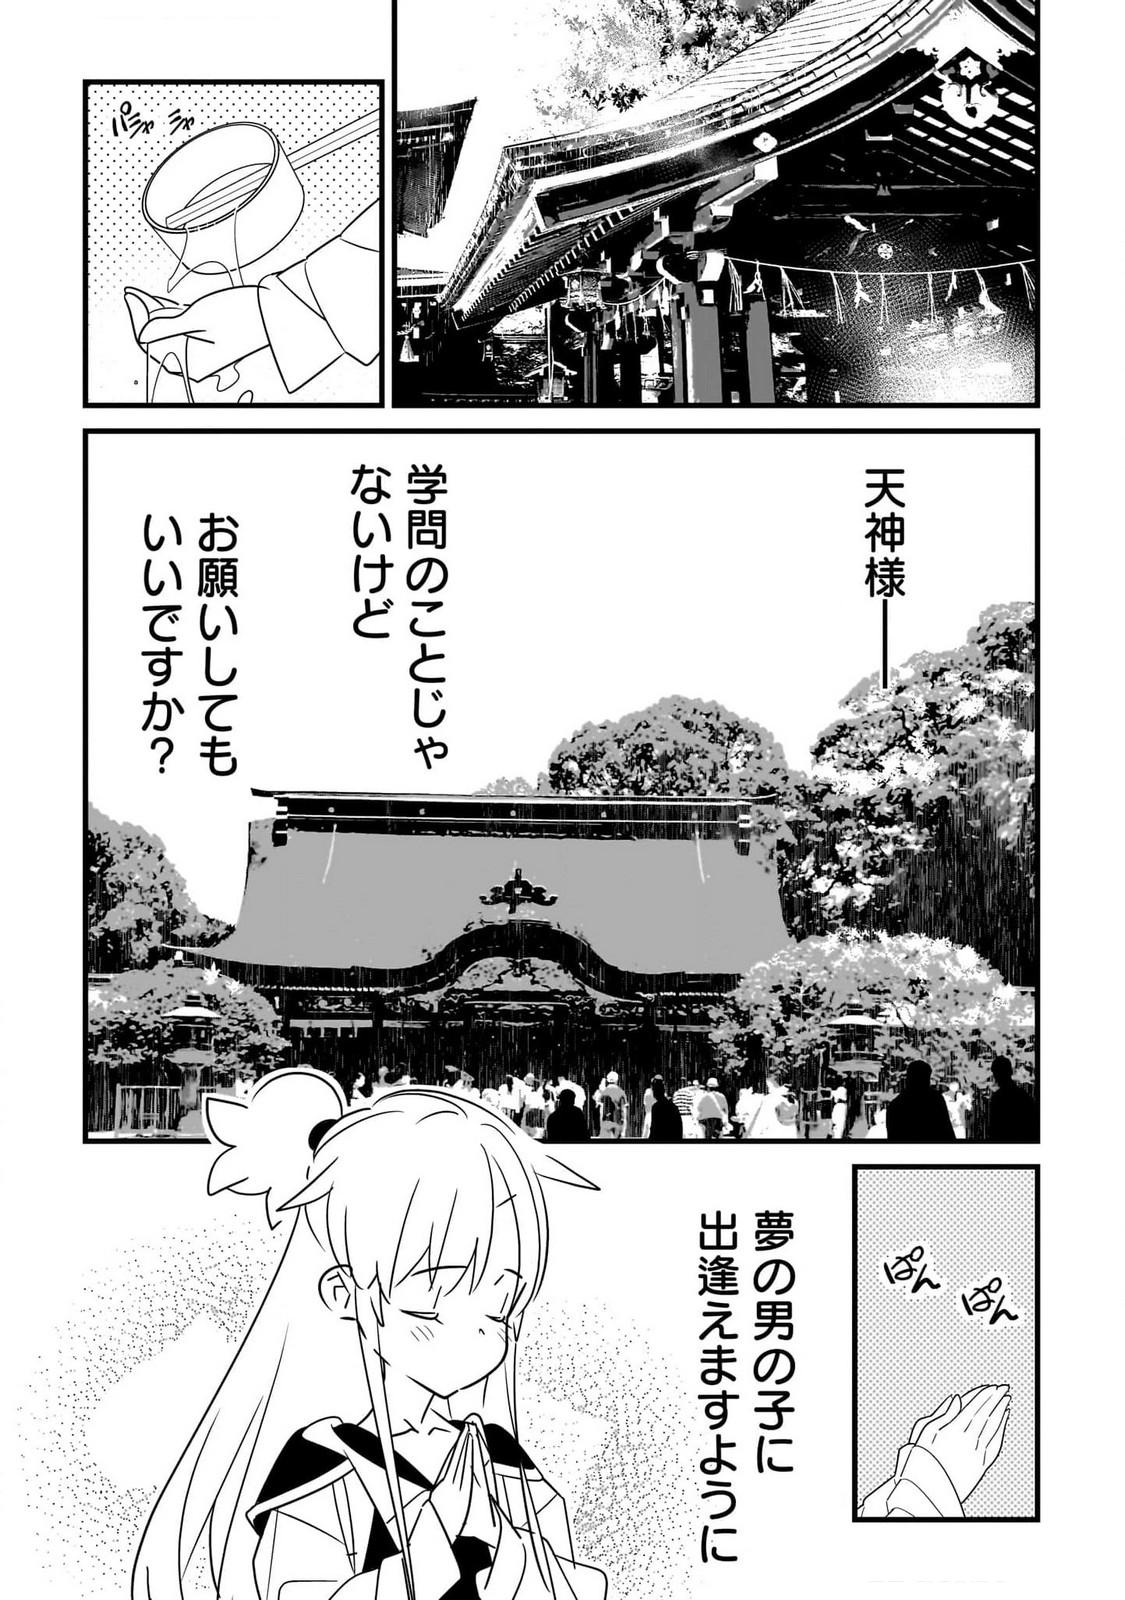 パシャ
シャ
天神様――
学問のことじゃ
ないけど
お願いしても
いいですか？
ぱん
ぱん
夢の男の子に
出逢えますように